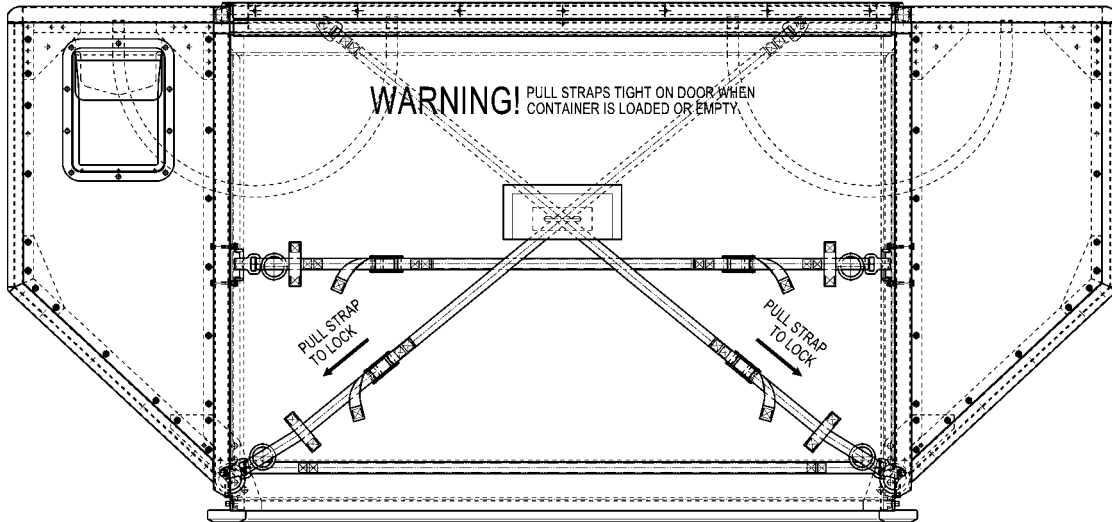 WARNING! PULL STRAPS TIGHT ON DOOR WHEN
CONTAINER IS LOADED OR EMPTY.
PULL STRAP
TO LOCK
PULL STRAP
TO LOCK